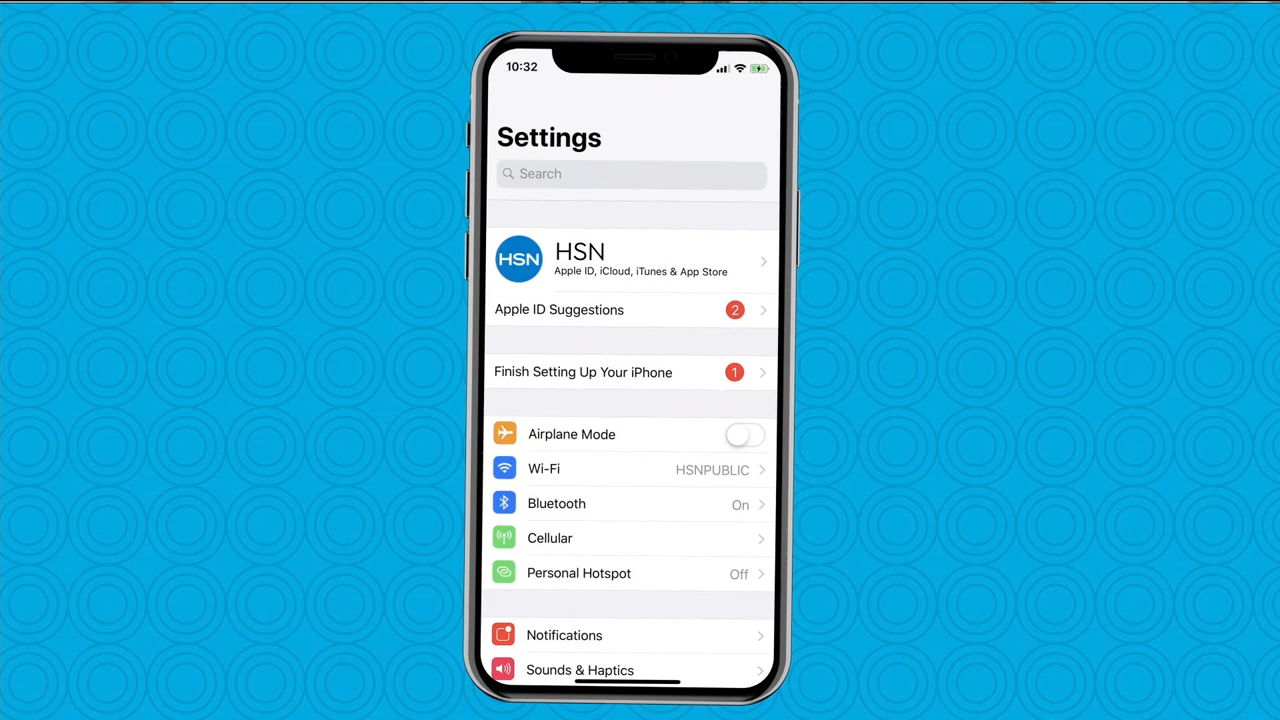 10:32
Settings
Search
HSN
HSN
Apple ID, iCloud, iTunes & App Store
Apple ID Suggestions
2
Finish Setting Up Your iPhone
1
Airplane Mode
Wi-Fi
HSNPUBLIC
Bluetooth
On
Cellular
Personal Hotspot
Off
Notifications
Sounds & Haptics